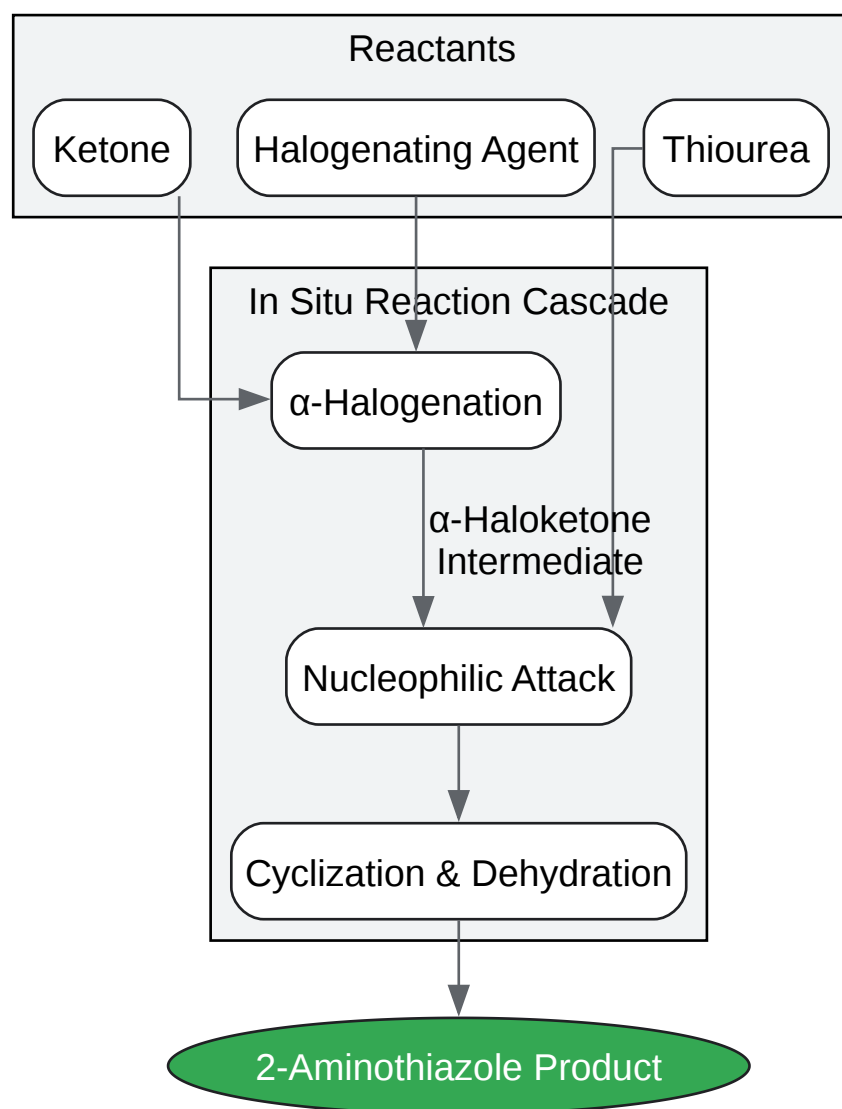 Reactants
Ketone
Halogenating Agent
Thiourea
In Situ Reaction Cascade
α-Halogenation
α-Haloketone
Intermediate
Nucleophilic Attack
Cyclization & Dehydration
2-Aminothiazole Product